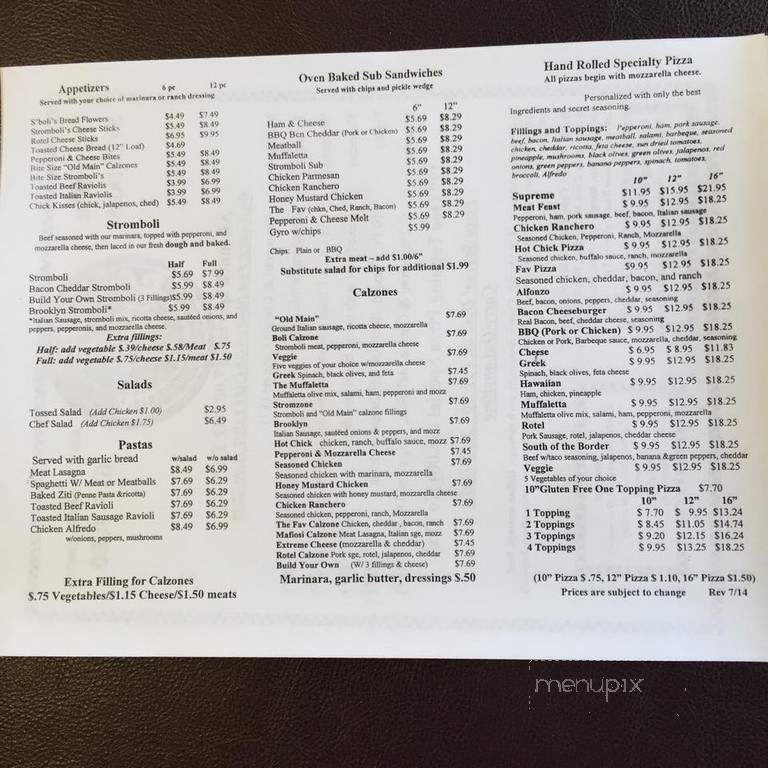 Appetizers 6 pc 12 pc
Served with your choice of marinara or ranch dressing
S'boli's Bread Flowers $4.49 $7.49
Stromboli's Cheese Sticks $5.49 $8.49
Rotel Cheese Sticks $6.95 $9.95
Toasted Cheese Bread (12" Loaf) $4.69
Pepperoni & Cheese Bites $5.49 $8.49
Bite Size "Old Main" Calzones $5.49 $8.49
Bite Size Stromboli's $5.49 $8.49
Toasted Beef Raviolis $3.99 $6.99
Toasted Italian Raviolis $3.99 $6.99
Chick Kisses (chick, jalapenos, ched) $5.49 $8.49
Stromboli
Beef seasoned with our marinara, topped with pepperoni, and
mozzarella cheese, then laced in our fresh dough and baked.
Half Full
Stromboli $5.69 $7.99
Bacon Cheddar Stromboli $5.99 $8.49
Build Your Own Stromboli (3 Fillings)$5.99 $8.49
Brooklyn Stromboli* $5.99 $8.49
*Italian Sausage, stromboli mix, ricotta cheese, sautéed onions, and
peppers, pepperonis, and mozzarella cheese.
Extra fillings:
Half: add vegetable $.39/cheese $.58/Meat $.75
Full: add vegetable $.75/cheese $1.15/meat $1.50
Salads
Tossed Salad (Add Chicken $1.00) $2.95
Chef Salad (Add Chicken $1.75) $6.49
Pastas
Served with garlic bread w/salad w/o salad
Meat Lasagna $8.49 $6.99
Spaghetti W/ Meat or Meatballs $7.69 $6.29
Baked Ziti (Penne Pasta &ricotta) $7.69 $6.29
Toasted Beef Ravioli $7.69 $6.29
Toasted Italian Sausage Ravioli $7.69 $6.29
Chicken Alfredo $8.49 $6.99
w/onions, peppers, mushrooms
Extra Filling for Calzones
$.75 Vegetables/$1.15 Cheese/$1.50 meats
Oven Baked Sub Sandwiches
Served with chips and pickle wedge
6" 12"
Ham & Cheese $5.69 $8.29
BBQ Bcn Cheddar (Pork or Chicken) $5.69 $8.29
Meatball $5.69 $8.29
Muffaletta $5.69 $8.29
Stromboli Sub $5.69 $8.29
Chicken Parmesan $5.69 $8.29
Chicken Ranchero $5.69 $8.29
Honey Mustard Chicken $5.69 $8.29
The Fav (chkn, Ched, Ranch, Bacon) $5.69 $8.29
Pepperoni & Cheese Melt $5.69 $8.29
Gyro w/chips $5.99
Chips: Plain or BBQ
Extra meat – add $1.00/6"
Substitute salad for chips for additional $1.99
Calzones
"Old Main" $7.69
Ground Italian sausage, ricotta cheese, mozzarella
Boli Calzone $7.69
Stromboli meat, pepperoni, mozzarella cheese
Veggie $7.69
Five veggies of your choice w/mozzarella cheese
Greek Spinach, black olives, and feta $7.45
The Muffaletta $7.69
Muffaletta olive mix, salami, ham, pepperoni and mozz
Stromzone $7.69
Stromboli and "Old Main" calzone fillings
Brooklyn $7.69
Italian Sausage, sautéed onions & peppers, and mozz
Hot Chick chicken, ranch, buffalo sauce, mozz $7.69
Pepperoni & Mozzarella Cheese $7.45
Seasoned Chicken $7.69
Seasoned chicken with marinara, mozzarella
Honey Mustard Chicken $7.69
Seasoned chicken with honey mustard, mozzarella cheese
Chicken Ranchero $7.69
Seasoned chicken, pepperoni, ranch, Mozzarella
The Fav Calzone Chicken, cheddar , bacon, ranch $7.69
Mafiosi Calzone Meat Lasagna, Italian sge, mozz $7.69
Extreme Cheese (mozzarella & cheddar) $7.45
Rotel Calzone Pork sge, rotel, jalapenos, cheddar $7.69
Build Your Own (W/ 3 fillings & cheese) $7.69
Marinara, garlic butter, dressings $.50
Hand Rolled Specialty Pizza
All pizzas begin with mozzarella cheese.
Personalized with only the best
Ingredients and secret seasoning.
Fillings and Toppings: Pepperoni, ham, pork sausage,
beef, bacon, Italian sausage, meatball, salami, barbeque, seasoned
chicken, cheddar, ricotta, feta cheese, sun dried tomatoes,
pineapple, mushrooms, black olives, green olives, jalapenos, red
onions, green peppers, banana peppers, spinach, tomatoes,
broccoli, Alfredo
10" 12" 16"
Supreme $11.95 $15.95 $21.95
Meat Feast $ 9.95 $12.95 $18.25
Pepperoni, ham, pork sausage, beef, bacon, Italian sausage
Chicken Ranchero $ 9.95 $12.95 $18.25
Seasoned Chicken, Pepperoni, Ranch, Mozzarella
Hot Chick Pizza $ 9.95 $12.95 $18.25
Seasoned chicken, buffalo sauce, ranch, mozzarella
Fav Pizza $9.95 $12.95 $18.25
Seasoned chicken, cheddar, bacon, and ranch
Alfonzo $ 9.95 $12.95 $18.25
Beef, bacon, onions, peppers, cheddar, seasoning
Bacon Cheeseburger $ 9.95 $12.95 $18.25
Real Bacon, beef, cheddar cheese, seasoning
BBQ (Pork or Chicken) $ 9.95 $12.95 $18.25
Chicken or Pork, Barbeque sauce, mozzarella, cheddar, seasoning
Cheese $ 6.95 $ 8.95 $11.83
Greek $ 9.95 $12.95 $18.25
Spinach, black olives, feta cheese
Hawaiian $ 9.95 $12.95 $18.25
Ham, chicken, pineapple
Muffaletta $ 9.95 $12.95 $18.25
Muffaletta olive mix, salami, ham, pepperoni, mozzarella
Rotel $ 9.95 $12.95 $18.25
Pork Sausage, rotel, jalapenos, cheddar cheese
South of the Border $ 9.95 $12.95 $18.25
Beef w/taco seasoning, jalapenos, banana &green peppers, cheddar
Veggie $ 9.95 $12.95 $18.25
5 Vegetables of your choice
10"Gluten Free One Topping Pizza $7.70
10" 12" 16"
1 Topping $ 7.70 $ 9.95 $13.24
2 Toppings $ 8.45 $11.05 $14.74
3 Toppings $ 9.20 $12.15 $16.24
4 Toppings $ 9.95 $13.25 $18.25
(10" Pizza $ .75, 12" Pizza $ 1.10, 16" Pizza $1.50)
Prices are subject to change Rev 7/14
menupix